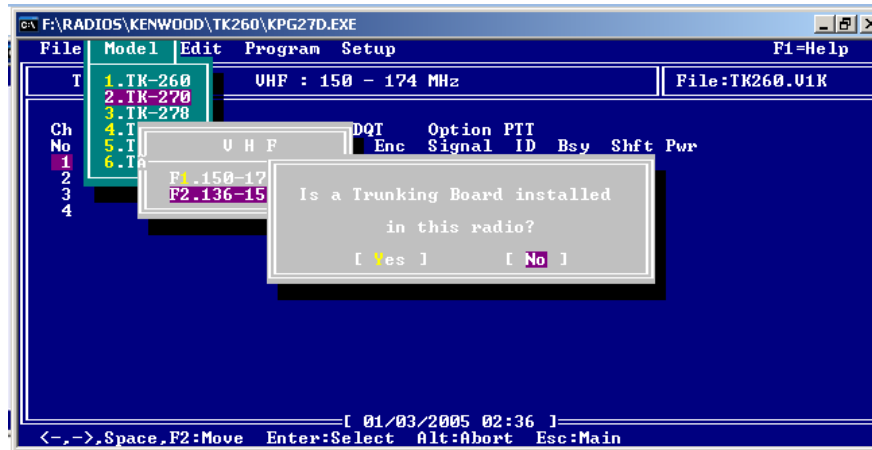 F:\RADIOS\KENWOOD\TK260\KPG27D.EXE
File Model Edit Program Setup F1=Help
1.TK-260
VHF : 150 - 174 MHz
File:TK260.V1K
2.TK-270
3.TK-278
DQT Option PTT
Ch
No
Enc Signal ID Bsy Shft Pwr
V H F
1
2
3
4
F1.150-17
F2.136-15
Is a Trunking Board installed
in this radio?
[ Yes ] [ No ]
[ 01/03/2005 02:36 ]
<-,->,Space,F2:Move Enter:Select Alt:Abort Esc:Main